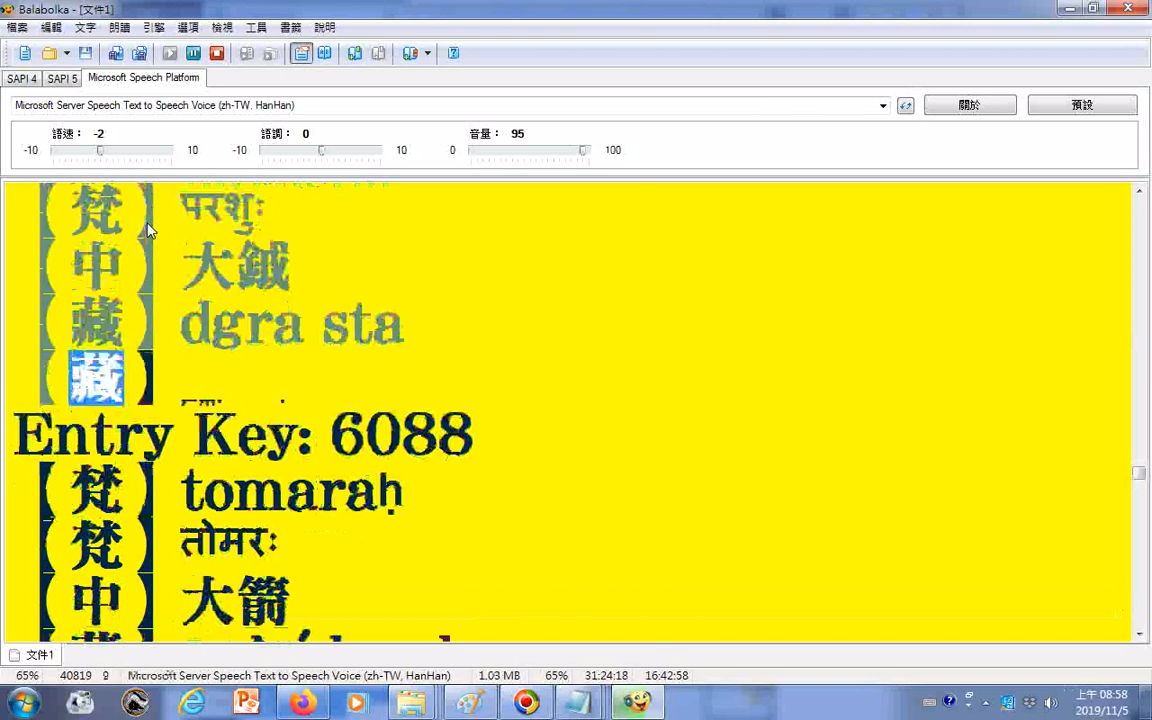 Balabolka - [文件1]
檔案 編輯 文字 朗讀 引擎 選項 檢視 工具 書籤 說明
SAPI 4 SAPI 5 Microsoft Speech Platform
Microsoft Server Speech Text to Speech Voice (zh-TW, HanHan) 關於 預設
語速： -2 語調： 0 音量： 95
-10 10 -10 10 0 100
【梵】 परशुः
【中】 大鉞
【藏】 dgra sta
【藏】
Entry Key: 6088
【梵】 tomaraḥ
【梵】 तोमरः
【中】 大箭
文件1
65% 40819 Microsoft Server Speech Text to Speech Voice (zh-TW, HanHan) 1.03 MB 65% 31:24:18 16:42:58
上午 08:58
2019/11/5